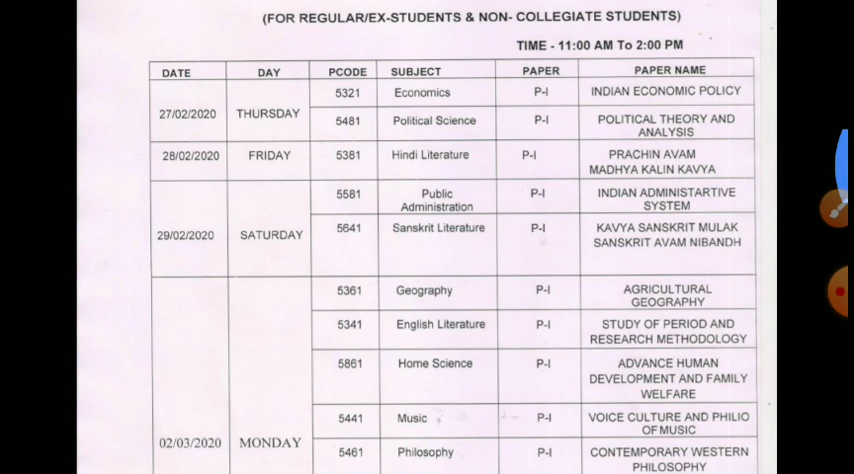 (FOR REGULAR/EX-STUDENTS & NON- COLLEGIATE STUDENTS)
TIME - 11:00 AM To 2:00 PM
DATE DAY PCODE SUBJECT PAPER PAPER NAME
27/02/2020 THURSDAY
5321 Economics P-I INDIAN ECONOMIC POLICY
5481 Political Science P-I POLITICAL THEORY AND
ANALYSIS
28/02/2020 FRIDAY 5381 Hindi Literature P-I PRACHIN AVAM
MADHYA KALIN KAVYA
29/02/2020 SATURDAY
5581 Public P-I INDIAN ADMINISTARTIVE
Administration SYSTEM
5641 Sanskrit Literature P-I KAVYA SANSKRIT MULAK
SANSKRIT AVAM NIBANDH
02/03/2020 MONDAY
5361 Geography P-I AGRICULTURAL
GEOGRAPHY
5341 English Literature P-I STUDY OF PERIOD AND
RESEARCH METHODOLOGY
5861 Home Science P-I ADVANCE HUMAN
DEVELOPMENT AND FAMILY
WELFARE
5441 Music P-I VOICE CULTURE AND PHILIO
OF MUSIC
5461 Philosophy P-I CONTEMPORARY WESTERN
PHILOSOPHY